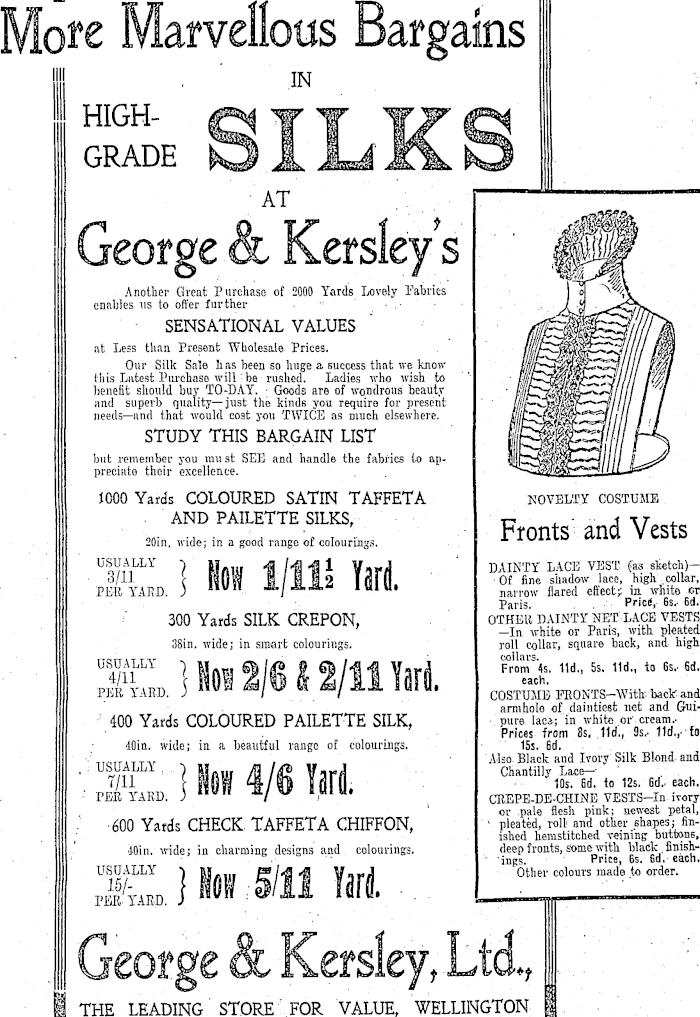 More Marvellous Bargains
IN
HIGH-
GRADE
SILKS
AT
George & Kersley's
Another Great Purchase of 2000 Yards Lovely Fabrics
enables us to offer further
SENSATIONAL VALUES
at Less than Present Wholesale Prices.
Our Silk Sale has been so huge a success that we know
this Latest Purchase will be rushed. Ladies who wish to
benefit should buy TO-DAY. Goods are of wondrous beauty
and superb quality—just the kinds you require for present
needs—and that would cost you TWICE as much elsewhere.
STUDY THIS BARGAIN LIST
but remember you must SEE and handle the fabrics to ap-
preciate their excellence.
1000 Yards COLOURED SATIN TAFFETA
AND PAILETTE SILKS,
20in. wide; in a good range of colourings.
USUALLY
3/11
PER YARD.
Now 1/11½ Yard.
300 Yards SILK CREPON,
38in. wide; in smart colourings.
USUALLY
4/11
PER YARD.
Now 2/6 & 2/11 Yard.
400 Yards COLOURED PAILETTE SILK,
40in. wide; in a beautful range of colourings.
USUALLY
7/11
PER YARD.
Now 4/6 Yard.
600 Yards CHECK TAFFETA CHIFFON,
40in. wide; in charming designs and colourings.
USUALLY
15/-
PER YARD.
Now 5/11 Yard.
George & Kersley, Ltd.,
THE LEADING STORE FOR VALUE, WELLINGTON
NOVELTY COSTUME
Fronts and Vests
DAINTY LACE VEST (as sketch)—
Of fine shadow lace, high collar,
narrow flared effect; in white or
Paris. Price, 6s. 6d.
OTHER DAINTY NET LACE VESTS
—In white or Paris, with pleated
roll collar, square back, and high
collars.
From 4s. 11d., 5s. 11d., to 6s. 6d.
each.
COSTUME FRONTS—With back and
armhole of daintiest net and Gui-
pure lace; in white or cream.
Prices from 8s. 11d., 9s. 11d., to
15s. 6d.
Also Black and Ivory Silk Blond and
Chantilly Lace—
10s. 6d. to 12s. 6d. each.
CREPE-DE-CHINE VESTS—In ivory
or pale flesh pink; newest petal,
pleated, roll and other shapes; fin-
ished hemstitched veining buttons,
deep fronts, some with black finish-
ings. Price, 6s. 6d. each.
Other colours made to order.